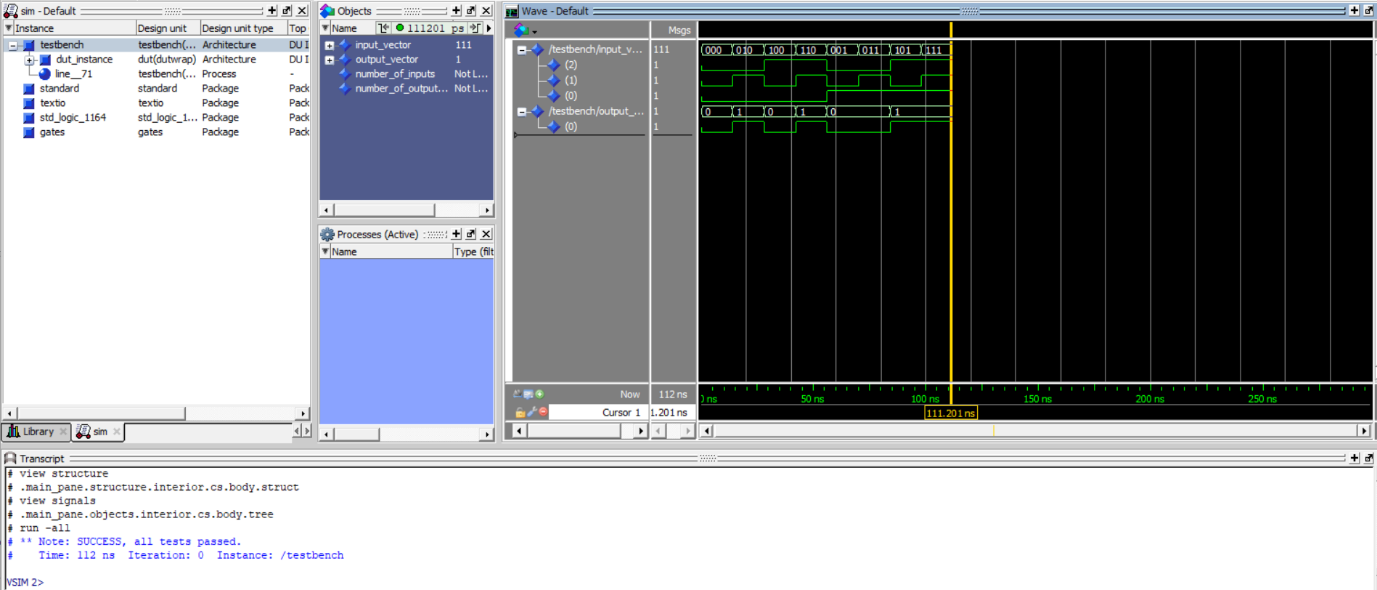 sim - Default
Instance Design unit Design unit type Top
testbench testbench(... Architecture DU I
dut_instance dut(dutwrap) Architecture DU I
line__71 testbench(... Process -
standard standard Package Pack
textio textio Package Pack
std_logic_1164 std_logic_1... Package Pack
gates gates Package Pack
Library sim
Objects
Name 111201 ps
input_vector 111
output_vector 1
number_of_inputs Not L...
number_of_output... Not L...
Processes (Active)
Name Type (filt
Wave - Default
Msgs
/testbench/input_v... 111 000 010 100 110 001 011 101 111
(2) 1
(1) 1
(0) 1
/testbench/output_... 1 0 1 0 1 0 1
(0) 1
Now 112 ns ns 50 ns 100 ns 150 ns 200 ns 250 ns
Cursor 1 1.201 ns 111.201 ns
Transcript
# view structure
# .main_pane.structure.interior.cs.body.struct
# view signals
# .main_pane.objects.interior.cs.body.tree
# run -all
# ** Note: SUCCESS, all tests passed.
# Time: 112 ns Iteration: 0 Instance: /testbench
VSIM 2>